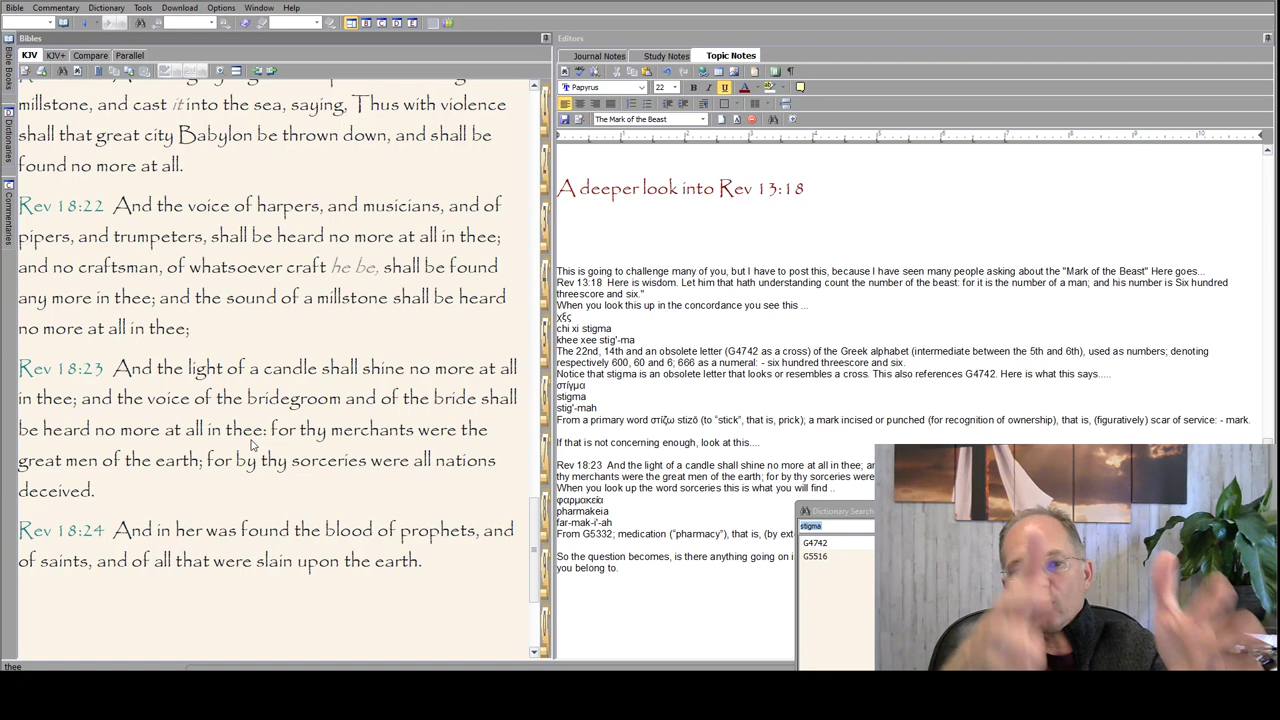 Bible Commentary Dictionary Tools Download Options Window Help
Bibles
KJV KJV+ Compare Parallel
millstone, and cast it into the sea, saying, Thus with violence
shall that great city Babylon be thrown down, and shall be
found no more at all.
Rev 18:22 And the voice of harpers, and musicians, and of
pipers, and trumpeters, shall be heard no more at all in thee;
and no craftsman, of whatsoever craft he be, shall be found
any more in thee; and the sound of a millstone shall be heard
no more at all in thee;
Rev 18:23 And the light of a candle shall shine no more at all
in thee; and the voice of the bridegroom and of the bride shall
be heard no more at all in thee: for thy merchants were the
great men of the earth; for by thy sorceries were all nations
deceived.
Rev 18:24 And in her was found the blood of prophets, and
of saints, and of all that were slain upon the earth.
thee
Bible Books
Dictionaries
Commentaries
Editors
Journal Notes Study Notes Topic Notes
Papyrus 22 B I U
The Mark of the Beast
1 2 3 4 5 6 7 8 9 10
A deeper look into Rev 13:18
This is going to challenge many of you, but I have to post this, because I have seen many people asking about the "Mark of the Beast" Here goes...
Rev 13:18 Here is wisdom. Let him that hath understanding count the number of the beast: for it is the number of a man; and his number is Six hundred
threescore and six."
When you look this up in the concordance you see this ...
χξς
chi xi stigma
khee xee stig'-ma
The 22nd, 14th and an obsolete letter (G4742 as a cross) of the Greek alphabet (intermediate between the 5th and 6th), used as numbers; denoting
respectively 600, 60 and 6; 666 as a numeral: - six hundred threescore and six.
Notice that stigma is an obsolete letter that looks or resembles a cross. This also references G4742. Here is what this says.....
στίγμα
stigma
stig'-mah
From a primary word στίζω stizō (to "stick", that is, prick); a mark incised or punched (for recognition of ownership), that is, (figuratively) scar of service: - mark.
If that is not concerning enough, look at this....
Rev 18:23 And the light of a candle shall shine no more at all in thee;
thy merchants were the great men of the earth; for by thy sorceries were
When you look up the word sorceries this is what you will find ..
φαρμακεία
pharmakeia
far-mak-i'-ah
From G5332; medication ("pharmacy"), that is, (by
So the question becomes, is there anything going on
you belong to.
Dictionary Search
stigma
G4742
G5516